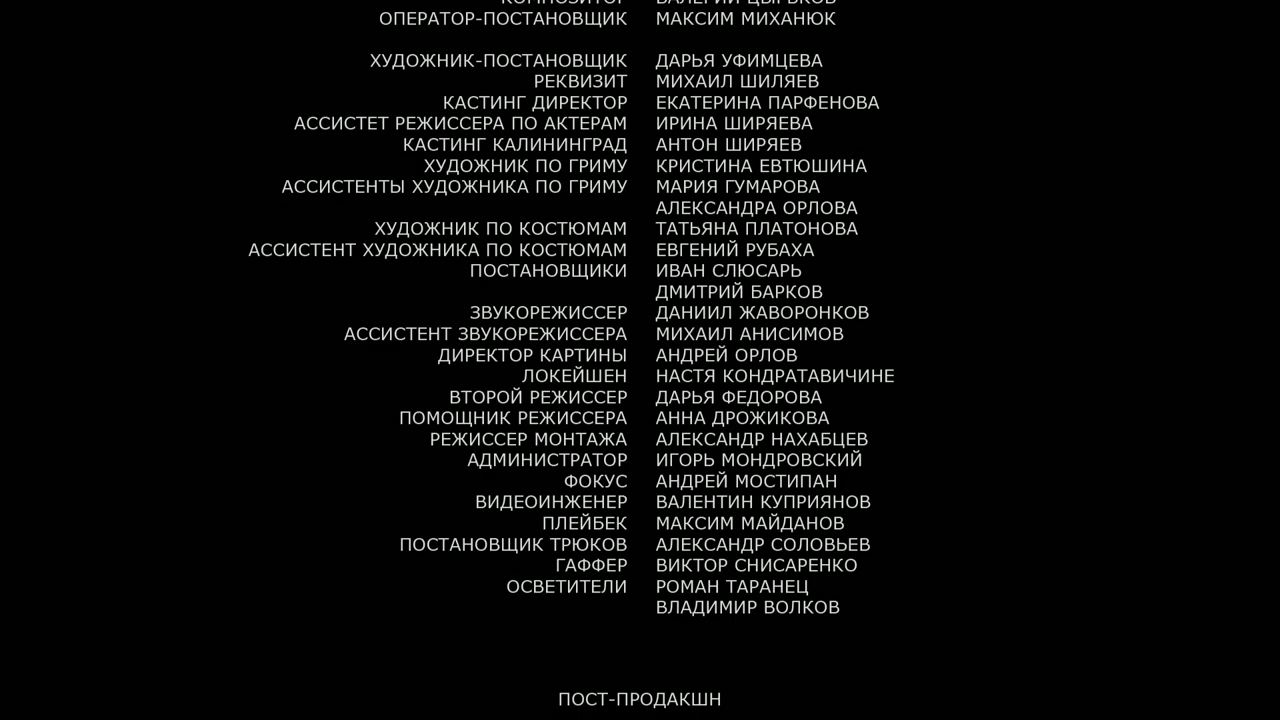 ОПЕРАТОР-ПОСТАНОВЩИК МАКСИМ МИХАНЮК
ХУДОЖНИК-ПОСТАНОВЩИК ДАРЬЯ УФИМЦЕВА
РЕКВИЗИТ МИХАИЛ ШИЛЯЕВ
КАСТИНГ ДИРЕКТОР ЕКАТЕРИНА ПАРФЕНОВА
АССИСТЕТ РЕЖИССЕРА ПО АКТЕРАМ ИРИНА ШИРЯЕВА
КАСТИНГ КАЛИНИНГРАД АНТОН ШИРЯЕВ
ХУДОЖНИК ПО ГРИМУ КРИСТИНА ЕВТЮШИНА
АССИСТЕНТЫ ХУДОЖНИКА ПО ГРИМУ МАРИЯ ГУМАРОВА
АЛЕКСАНДРА ОРЛОВА
ХУДОЖНИК ПО КОСТЮМАМ ТАТЬЯНА ПЛАТОНОВА
АССИСТЕНТ ХУДОЖНИКА ПО КОСТЮМАМ ЕВГЕНИЙ РУБАХА
ПОСТАНОВЩИКИ ИВАН СЛЮСАРЬ
ДМИТРИЙ БАРКОВ
ЗВУКОРЕЖИССЕР ДАНИИЛ ЖАВОРОНКОВ
АССИСТЕНТ ЗВУКОРЕЖИССЕРА МИХАИЛ АНИСИМОВ
ДИРЕКТОР КАРТИНЫ АНДРЕЙ ОРЛОВ
ЛОКЕЙШЕН НАСТЯ КОНДРАТАВИЧИНЕ
ВТОРОЙ РЕЖИССЕР ДАРЬЯ ФЕДОРОВА
ПОМОЩНИК РЕЖИССЕРА АННА ДРОЖИКОВА
РЕЖИССЕР МОНТАЖА АЛЕКСАНДР НАХАБЦЕВ
АДМИНИСТРАТОР ИГОРЬ МОНДРОВСКИЙ
ФОКУС АНДРЕЙ МОСТИПАН
ВИДЕОИНЖЕНЕР ВАЛЕНТИН КУПРИЯНОВ
ПЛЕЙБЕК МАКСИМ МАЙДАНОВ
ПОСТАНОВЩИК ТРЮКОВ АЛЕКСАНДР СОЛОВЬЕВ
ГАФФЕР ВИКТОР СНИСАРЕНКО
ОСВЕТИТЕЛИ РОМАН ТАРАНЕЦ
ВЛАДИМИР ВОЛКОВ
ПОСТ-ПРОДАКШН